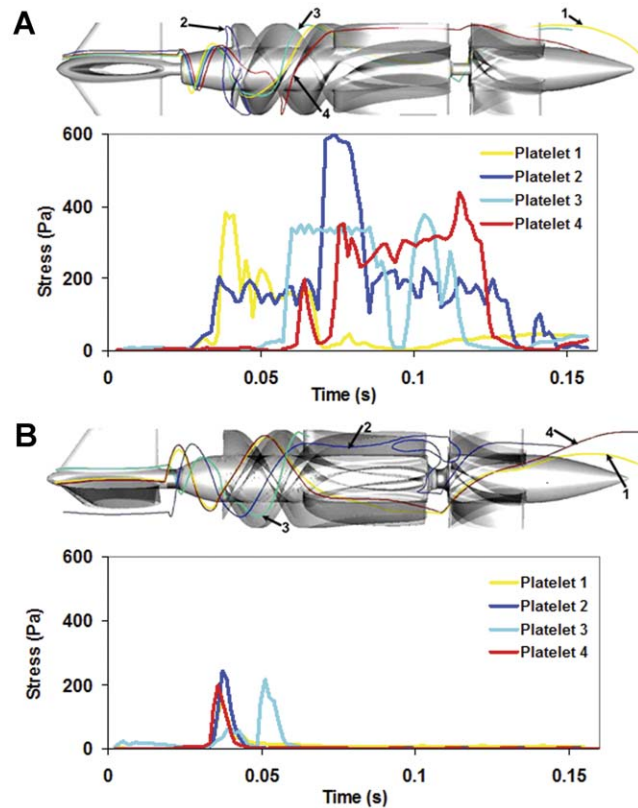 A
2
3
1
4
600
400
200
0
Stress (Pa)
Platelet 1
Platelet 2
Platelet 3
Platelet 4
0
0.05
0.1
0.15
Time (s)
B
2
4
3
1
600
400
200
0
Stress (Pa)
Platelet 1
Platelet 2
Platelet 3
Platelet 4
0
0.05
0.1
0.15
Time (s)